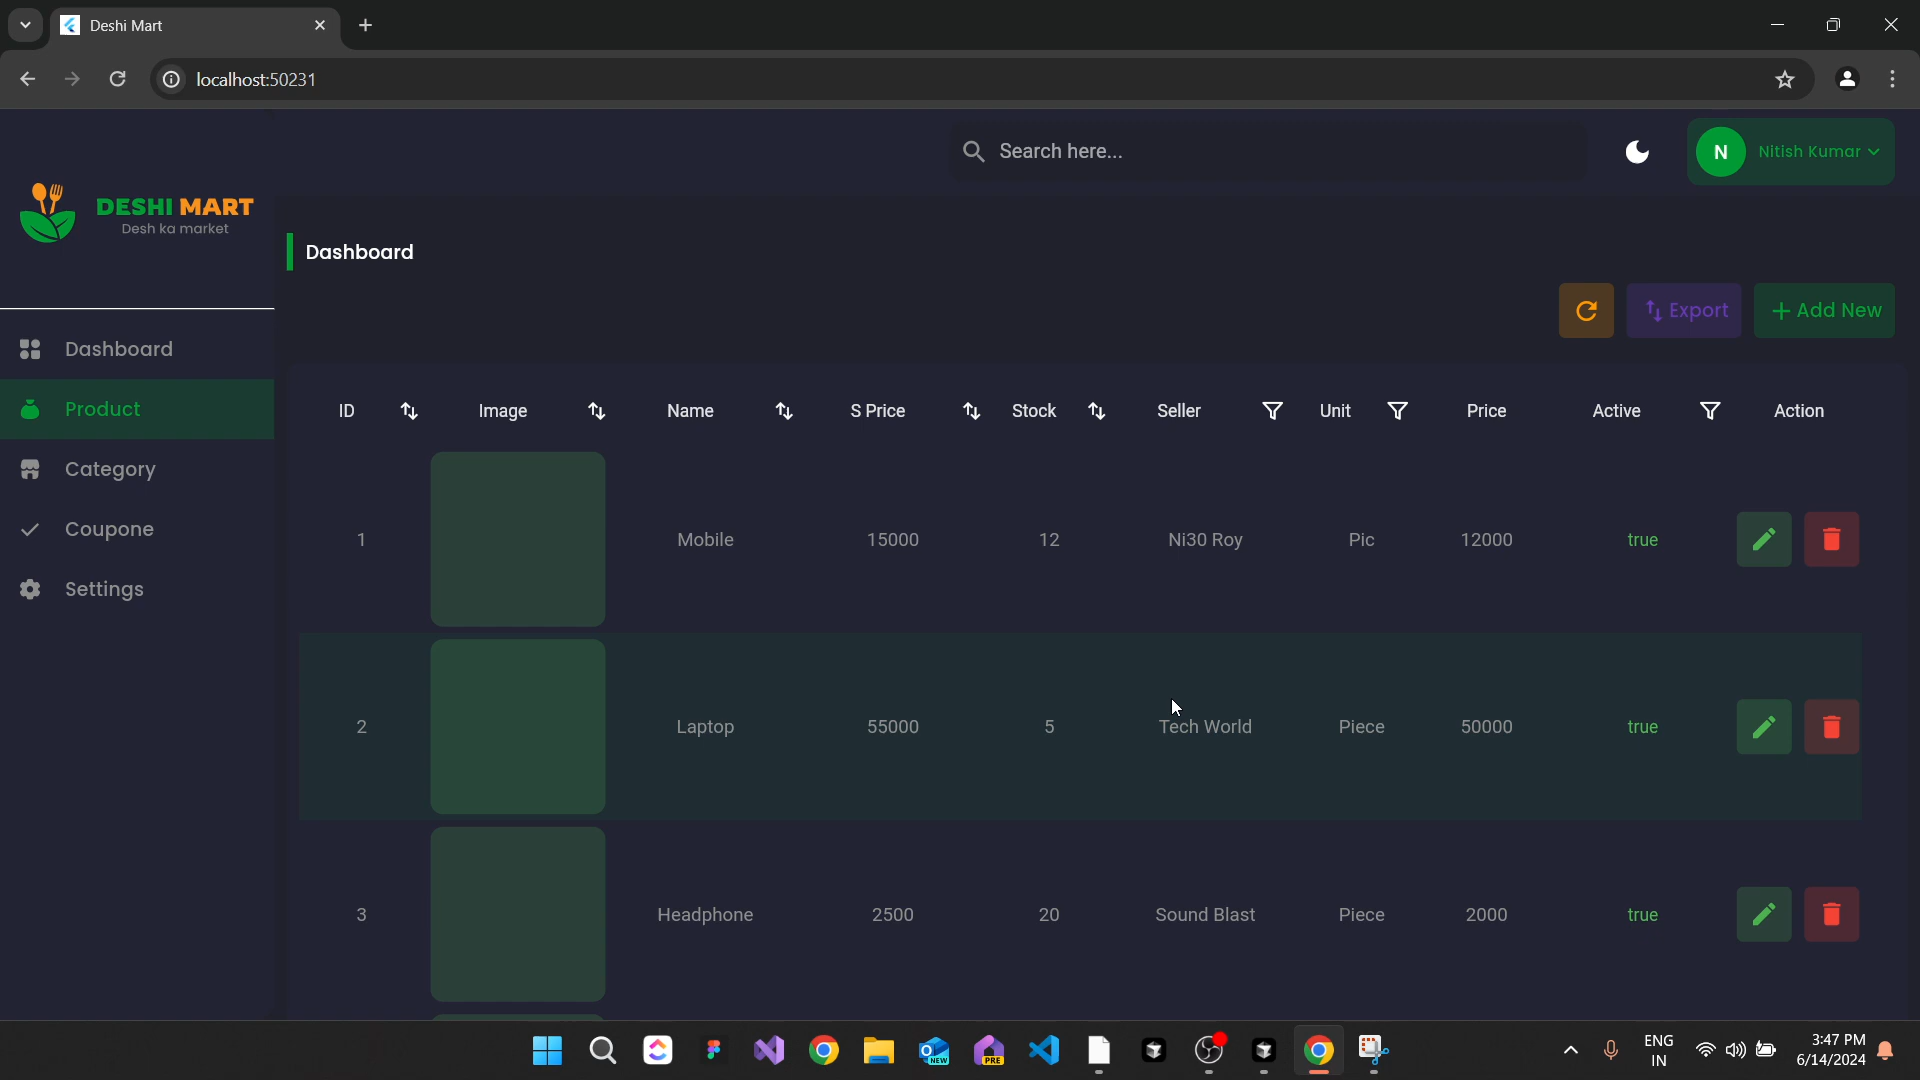 Deshi Mart
localhost:50231
Search here...
N
Nitish Kumar
DESHI MART
Desh ka market
Dashboard
Export
Add New
Dashboard
Product
Category
Coupone
Settings
ID Image Name S Price Stock Seller Unit Price Active Action
1 Mobile 15000 12 Ni30 Roy Pic 12000 true
2 Laptop 55000 5 Tech World Piece 50000 true
3 Headphone 2500 20 Sound Blast Piece 2000 true
NEW
PRE
ENG
IN
3:47 PM
6/14/2024